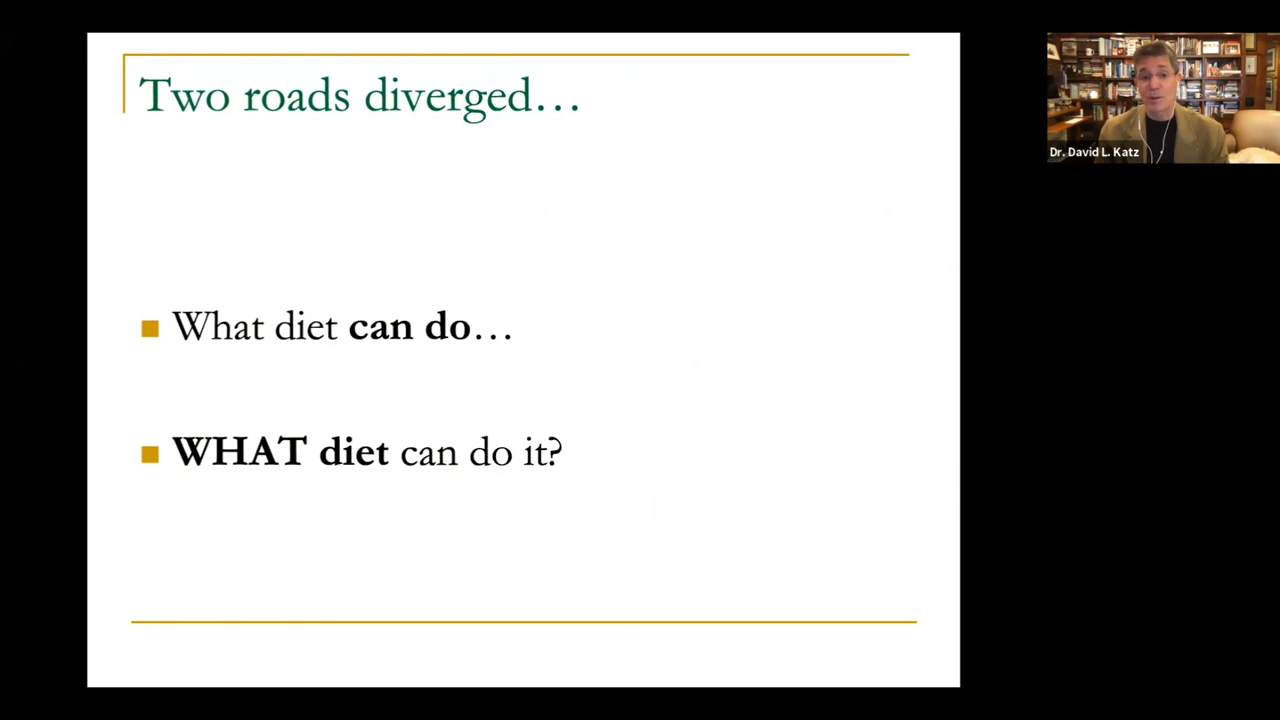 Two roads diverged…
Dr. David L. Katz
What diet can do…
WHAT diet can do it?